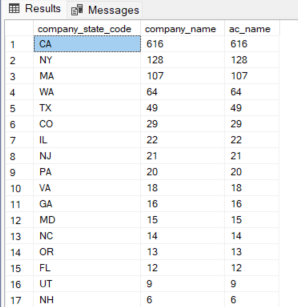 Results Messages
company_state_code company_name ac_name
1 CA 616 616
2 NY 128 128
3 MA 107 107
4 WA 64 64
5 TX 49 49
6 CO 29 29
7 IL 22 22
8 NJ 21 21
9 PA 20 20
10 VA 18 18
11 GA 16 16
12 MD 15 15
13 NC 14 14
14 OR 13 13
15 FL 12 12
16 UT 9 9
17 NH 6 6